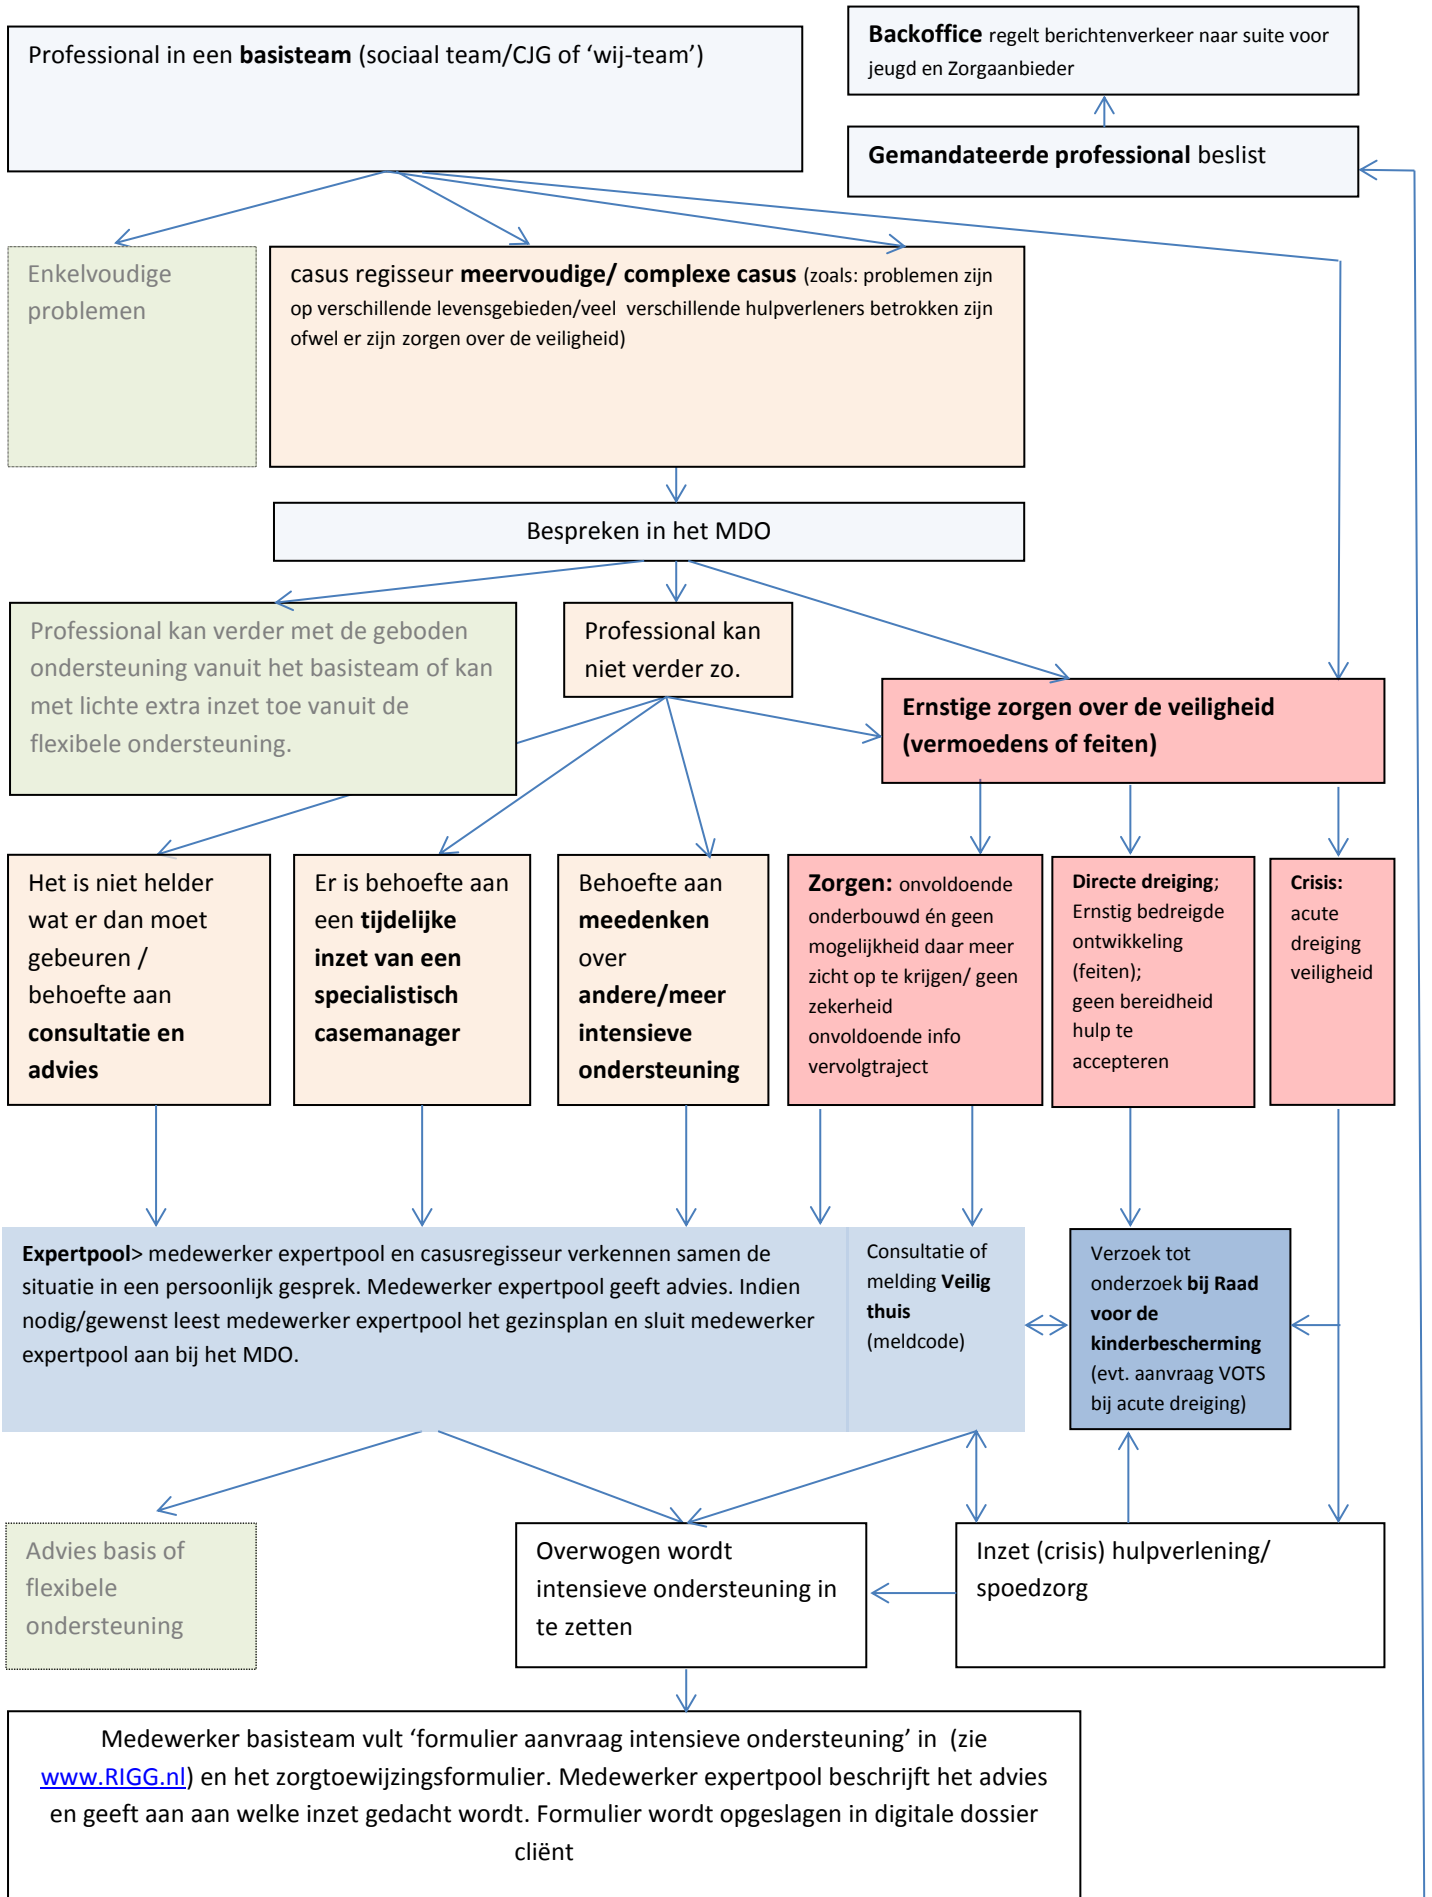 Professional in een basisteam (sociaal team/CJG of ‘wij-team’)
Backoffice regelt berichtenverkeer naar suite voor
jeugd en Zorgaanbieder
Gemandateerde professional beslist
Enkelvoudige
problemen
casus regisseur meervoudige/ complexe casus (zoals: problemen zijn
op verschillende levensgebieden/veel verschillende hulpverleners betrokken zijn
ofwel er zijn zorgen over de veiligheid)
Bespreken in het MDO
Professional kan verder met de geboden
ondersteuning vanuit het basisteam of kan
met lichte extra inzet toe vanuit de
flexibele ondersteuning.
Professional kan
niet verder zo.
Ernstige zorgen over de veiligheid
(vermoedens of feiten)
Het is niet helder
wat er dan moet
gebeuren /
behoefte aan
consultatie en
advies
Er is behoefte aan
een tijdelijke
inzet van een
specialistisch
casemanager
Behoefte aan
meedenken
over
andere/meer
intensieve
ondersteuning
Zorgen: onvoldoende
onderbouwd én geen
mogelijkheid daar meer
zicht op te krijgen/ geen
zekerheid
onvoldoende info
vervolgtraject
Directe dreiging;
Ernstig bedreigde
ontwikkeling
(feiten);
geen bereidheid
hulp te
accepteren
Crisis:
acute
dreiging
veiligheid
Expertpool> medewerker expertpool en casusregisseur verkennen samen de
situatie in een persoonlijk gesprek. Medewerker expertpool geeft advies. Indien
nodig/gewenst leest medewerker expertpool het gezinsplan en sluit medewerker
expertpool aan bij het MDO.
Consultatie of
melding Veilig
thuis
(meldcode)
Verzoek tot
onderzoek bij Raad
voor de
kinderbescherming
(evt. aanvraag VOTS
bij acute dreiging)
Advies basis of
flexibele
ondersteuning
Overwogen wordt
intensieve ondersteuning in
te zetten
Inzet (crisis) hulpverlening/
spoedzorg
Medewerker basisteam vult ‘formulier aanvraag intensieve ondersteuning’ in (zie
www.RIGG.nl) en het zorgtoewijzingsformulier. Medewerker expertpool beschrijft het advies
en geeft aan aan welke inzet gedacht wordt. Formulier wordt opgeslagen in digitale dossier
cliënt